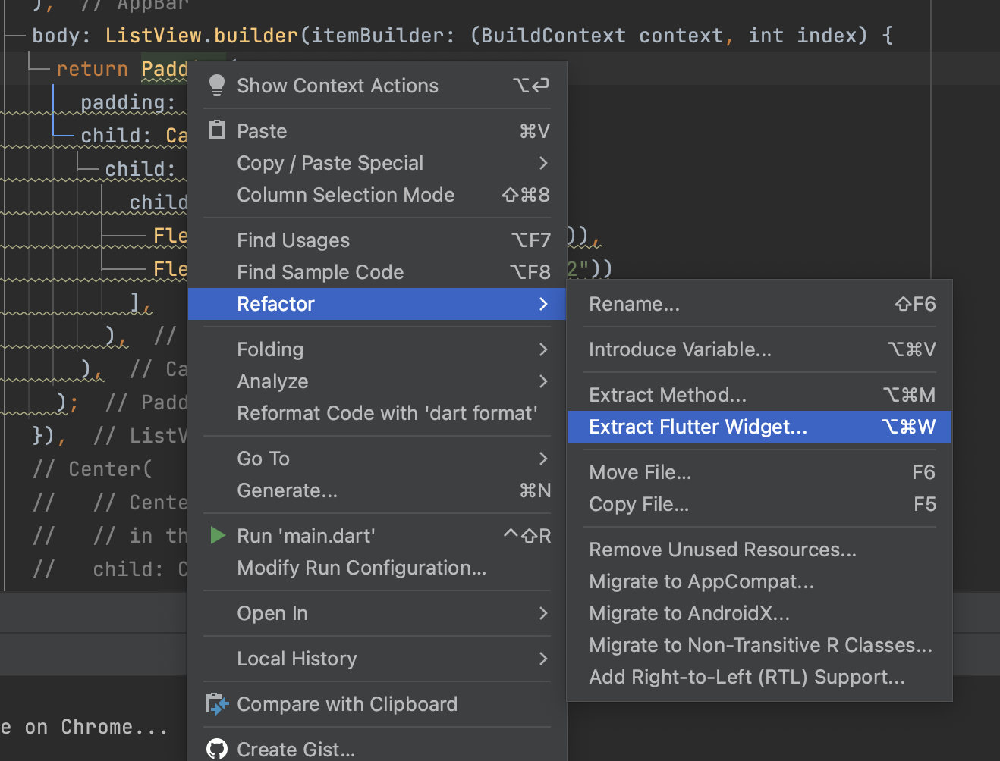 ), // AppBar
body: ListView.builder(itemBuilder: (BuildContext context, int index) {
return Padd
padding:
child: Ca
child:
child
Fle )),
Fle 2"))
],
), //
), // Ca
); // Padd
}), // ListV
// Center(
// // Cente
// // in th
// child: C
e on Chrome...
Show Context Actions ⌥⏎
Paste ⌘V
Copy / Paste Special >
Column Selection Mode ⇧⌘8
Find Usages ⌥F7
Find Sample Code ⌥F8
Refactor >
Folding >
Analyze >
Reformat Code with 'dart format'
Go To >
Generate... ⌘N
Run 'main.dart' ^⇧R
Modify Run Configuration...
Open In >
Local History >
Compare with Clipboard
Create Gist...
Rename... ⇧F6
Introduce Variable... ⌥⌘V
Extract Method... ⌥⌘M
Extract Flutter Widget... ⌥⌘W
Move File... F6
Copy File... F5
Remove Unused Resources...
Migrate to AppCompat...
Migrate to AndroidX...
Migrate to Non-Transitive R Classes...
Add Right-to-Left (RTL) Support...